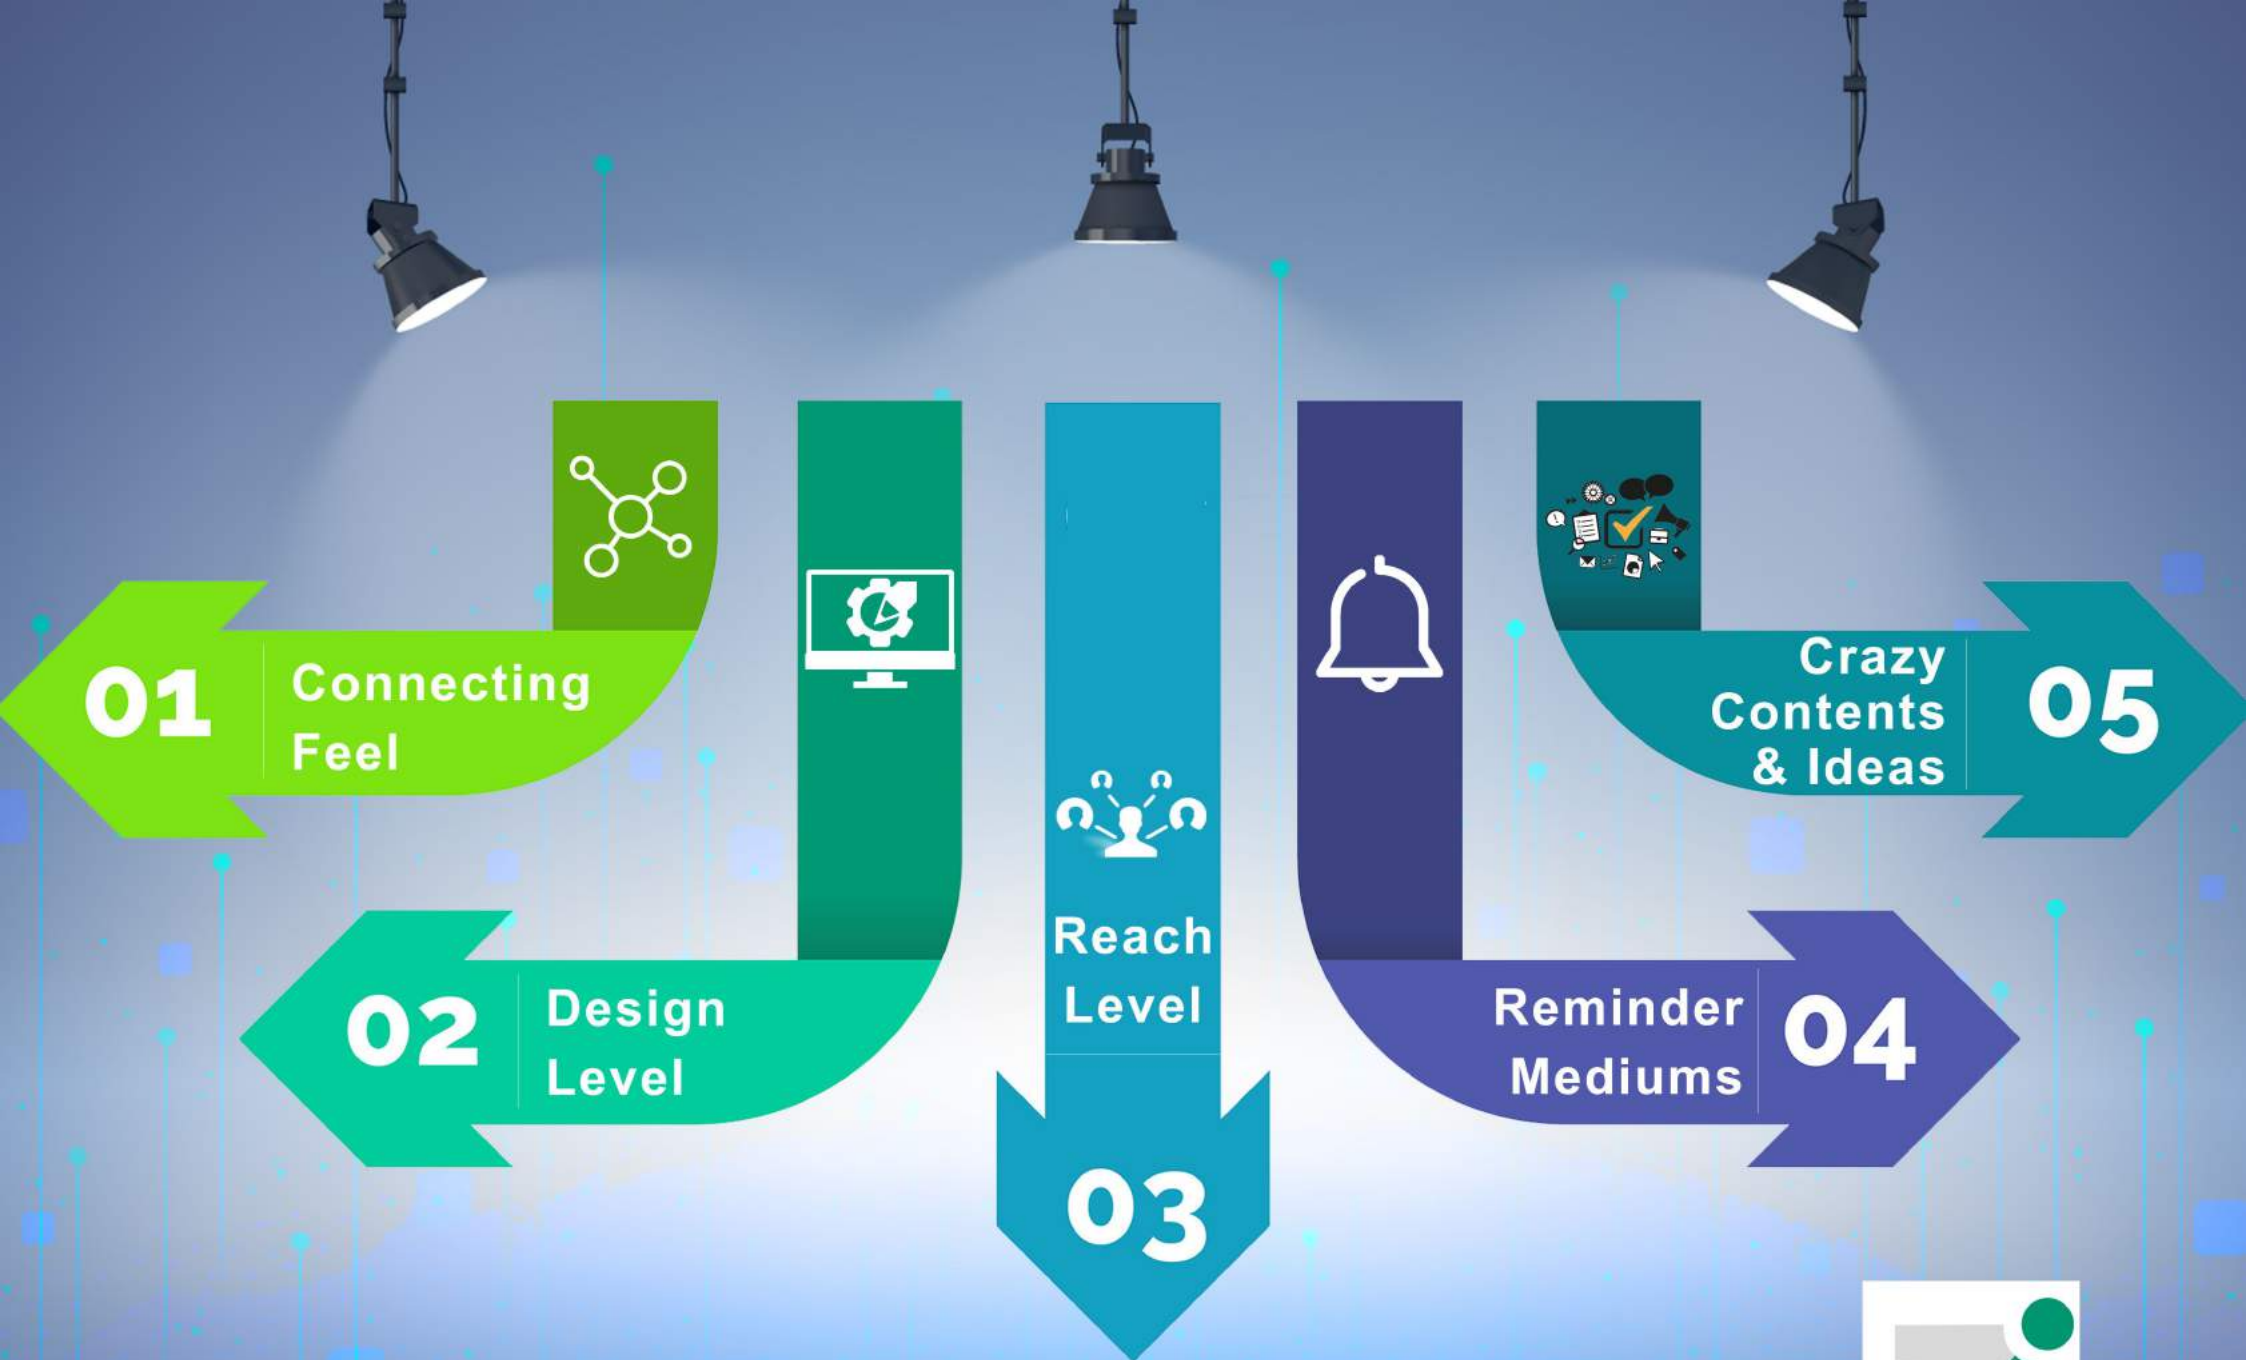 01
Connecting
Feel
02
Design
Level
Reach
Level
03
Reminder
Mediums
04
Crazy
Contents
& Ideas
05